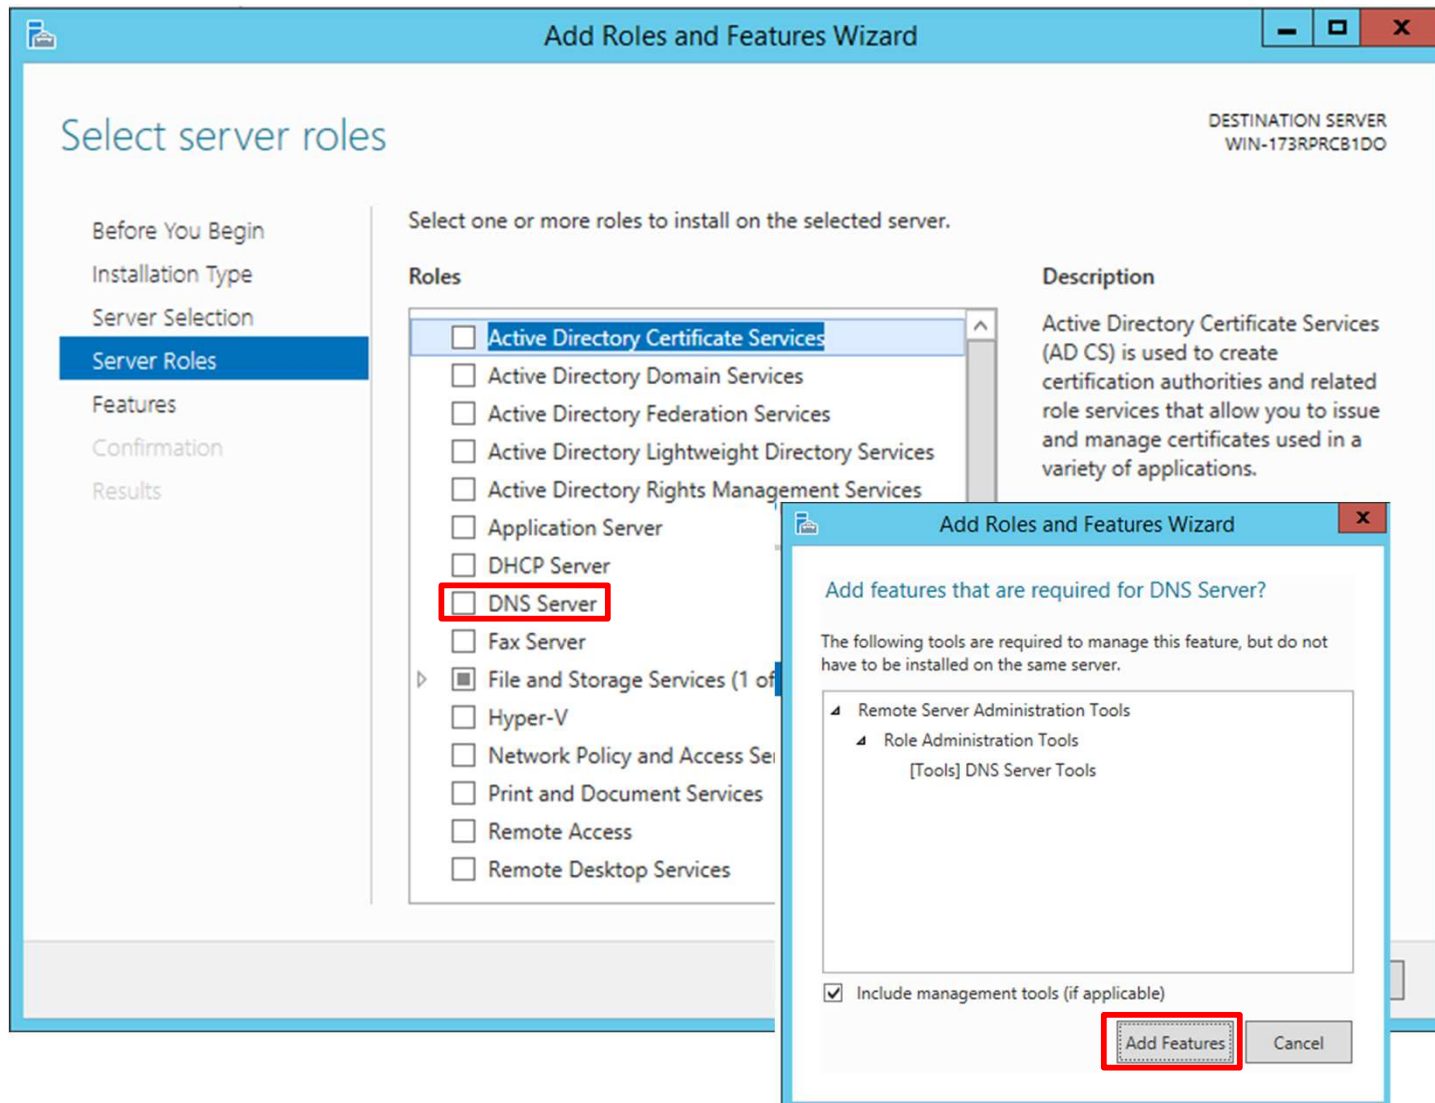 Add Roles and Features Wizard
X
Select server roles
DESTINATION SERVER
WIN-173RPRCB1DO
Before You Begin
Installation Type
Server Selection
Server Roles
Features
Confirmation
Results
Select one or more roles to install on the selected server.
Roles
Active Directory Certificate Services
Active Directory Domain Services
Active Directory Federation Services
Active Directory Lightweight Directory Services
Active Directory Rights Management Services
Application Server
DHCP Server
DNS Server
Fax Server
File and Storage Services (1 of
Hyper-V
Network Policy and Access Se
Print and Document Services
Remote Access
Remote Desktop Services
Description
Active Directory Certificate Services
(AD CS) is used to create
certification authorities and related
role services that allow you to issue
and manage certificates used in a
variety of applications.
Add Roles and Features Wizard
x
Add features that are required for DNS Server?
The following tools are required to manage this feature, but do not
have to be installed on the same server.
Remote Server Administration Tools
Role Administration Tools
[Tools] DNS Server Tools
Include management tools (if applicable)
Add Features
Cancel